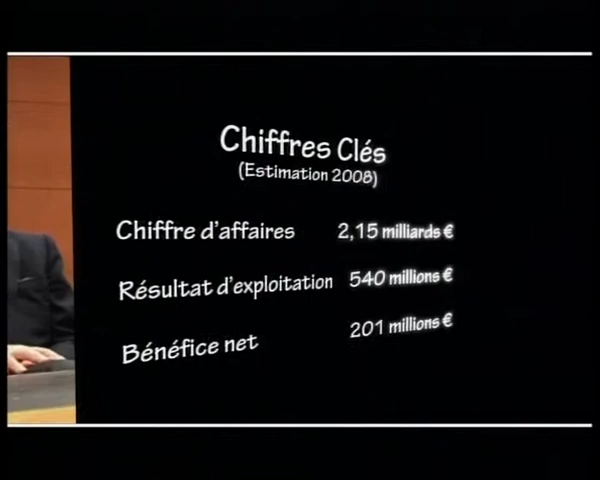 Chiffres Clés
(Estimation 2008)
Chiffre d'affaires 2,15 milliards €
Résultat d'exploitation 540 millions €
Bénéfice net 201 millions €